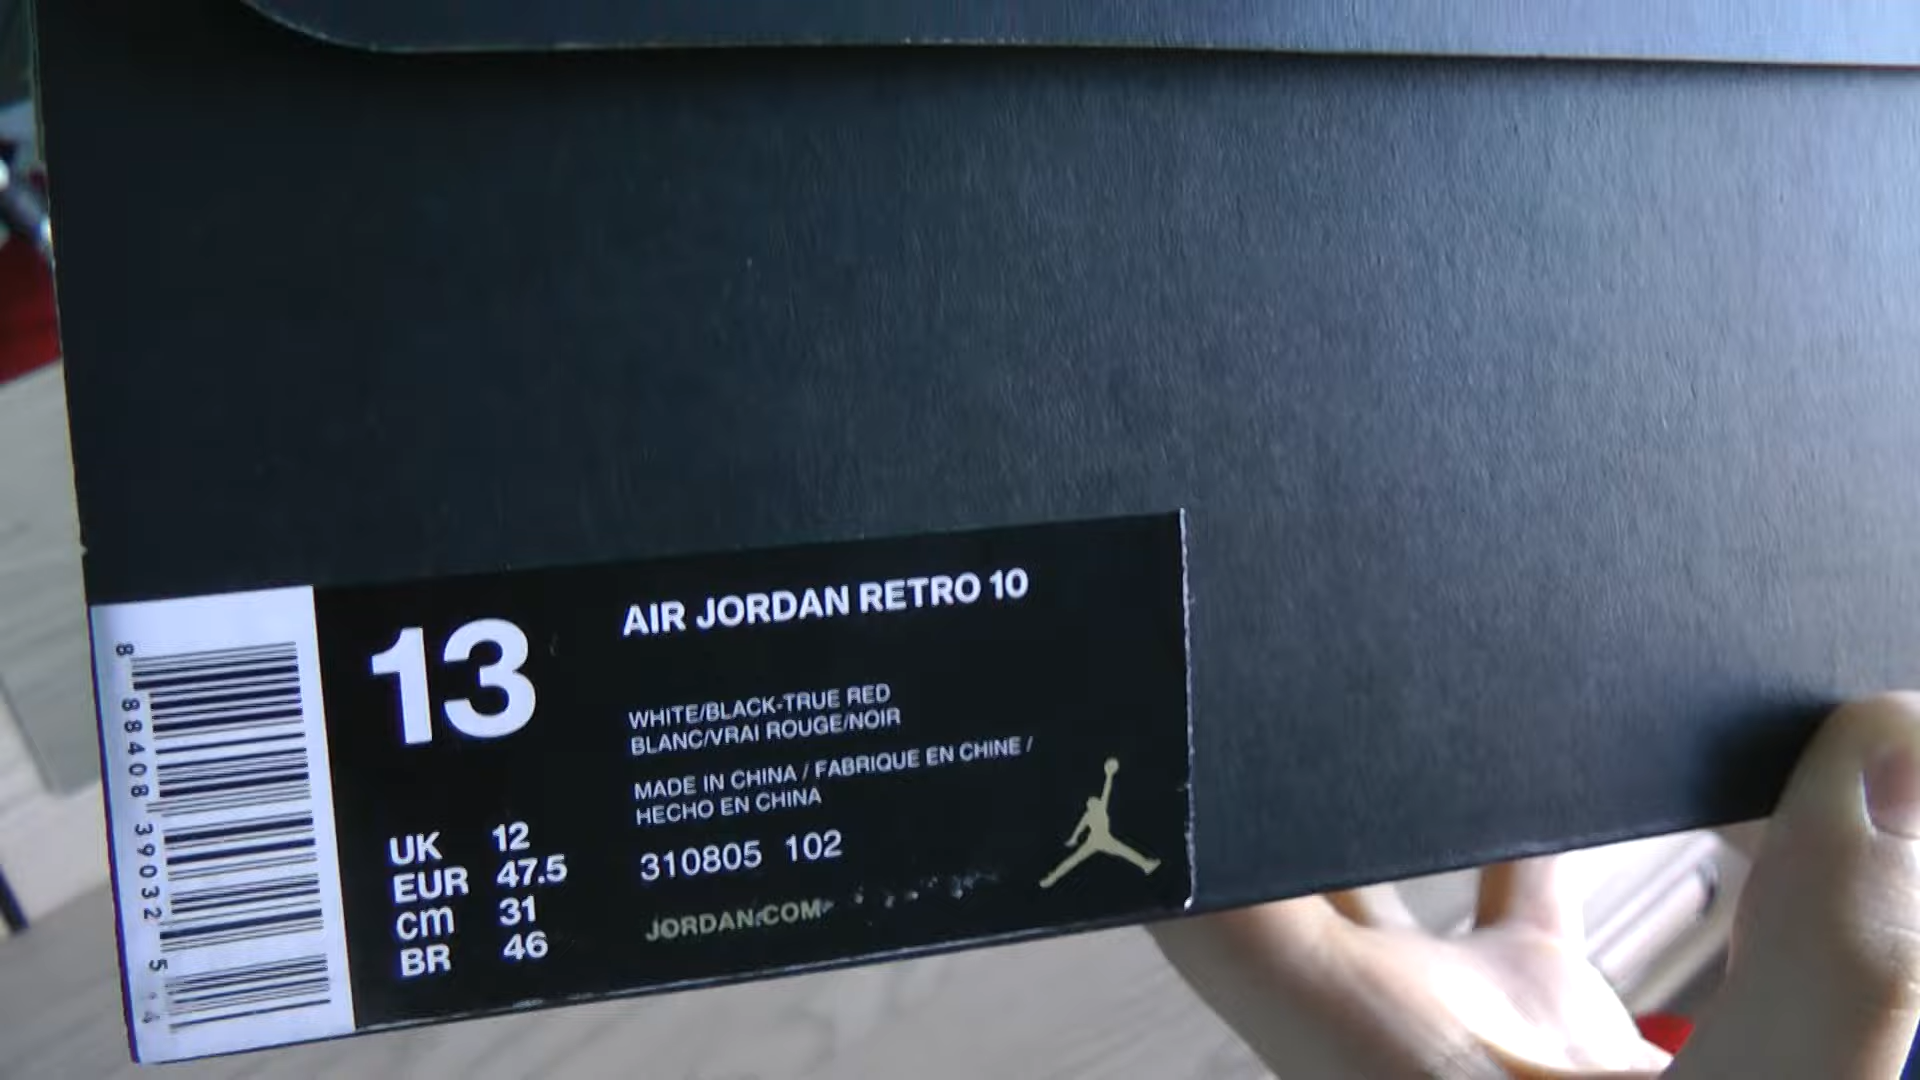 13
AIR JORDAN RETRO 10
WHITE/BLACK-TRUE RED
BLANC/VRAI ROUGE/NOIR
MADE IN CHINA / FABRIQUE EN CHINE /
HECHO EN CHINA
310805 102
JORDAN.COM
UK 12
EUR 47.5
cm 31
BR 46
8 88408 39032 5 4